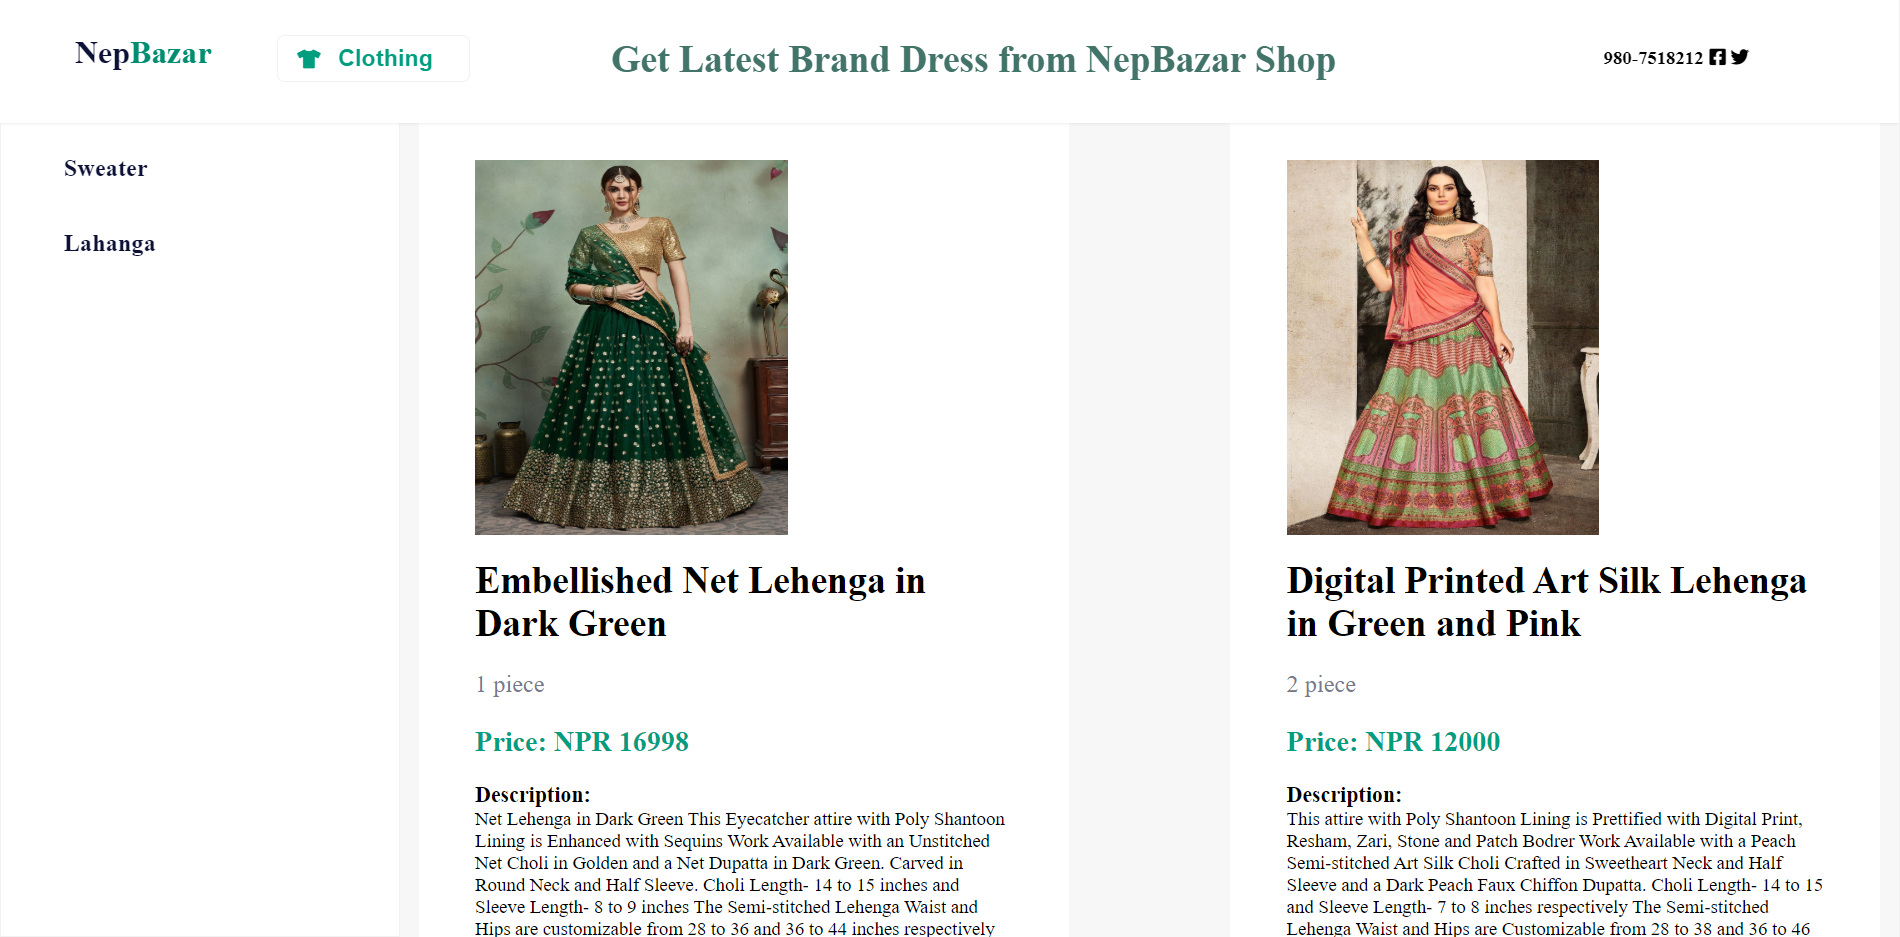 NepBazar
Clothing
Get Latest Brand Dress from NepBazar Shop
980-7518212
Sweater
Lahanga
Embellished Net Lehenga in
Dark Green
1 piece
Price: NPR 16998
Description:
Net Lehenga in Dark Green This Eyecatcher attire with Poly Shantoon
Lining is Enhanced with Sequins Work Available with an Unstitched
Net Choli in Golden and a Net Dupatta in Dark Green. Carved in
Round Neck and Half Sleeve. Choli Length- 14 to 15 inches and
Sleeve Length- 8 to 9 inches The Semi-stitched Lehenga Waist and
Hips are customizable from 28 to 36 and 36 to 44 inches respectively
Digital Printed Art Silk Lehenga
in Green and Pink
2 piece
Price: NPR 12000
Description:
This attire with Poly Shantoon Lining is Prettified with Digital Print,
Resham, Zari, Stone and Patch Bodrer Work Available with a Peach
Semi-stitched Art Silk Choli Crafted in Sweetheart Neck and Half
Sleeve and a Dark Peach Faux Chiffon Dupatta. Choli Length- 14 to 15
and Sleeve Length- 7 to 8 inches respectively The Semi-stitched
Lehenga Waist and Hips are Customizable from 28 to 38 and 36 to 46